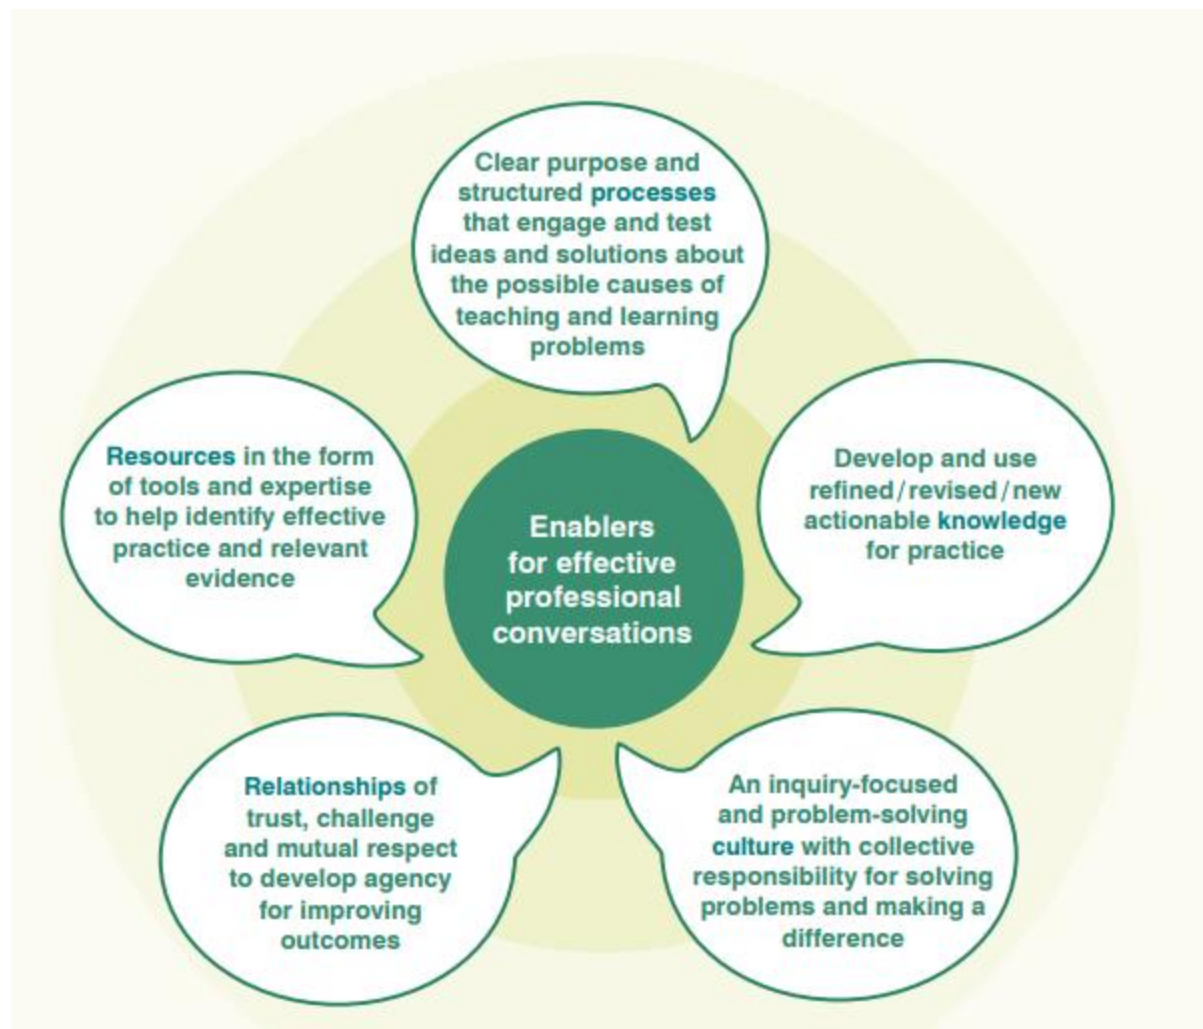 Clear purpose and
structured processes
that engage and test
ideas and solutions about
the possible causes of
teaching and learning
problems
Resources in the form
of tools and expertise
to help identify effective
practice and relevant
evidence
Enablers
for effective
professional
conversations
Develop and use
refined/revised/new
actionable knowledge
for practice
Relationships of
trust, challenge
and mutual respect
to develop agency
for improving
outcomes
An inquiry-focused
and problem-solving
culture with collective
responsibility for solving
problems and making a
difference